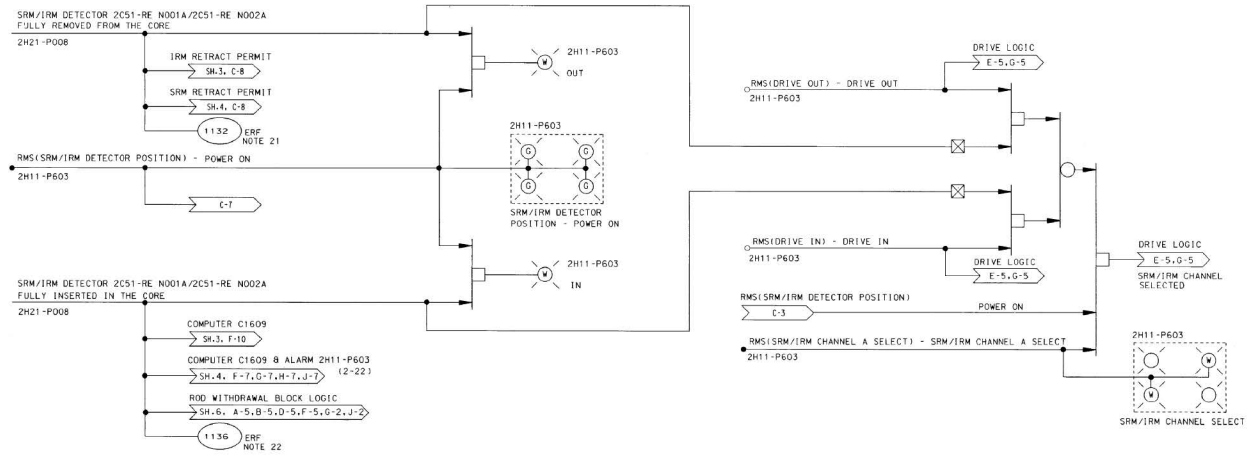 SRM/IRM DETECTOR 2C51-RE N001A/2C51-RE N002A
FULLY REMOVED FROM THE CORE
2H21-P008
IRM RETRACT PERMIT
SH.3, C-8
SRM RETRACT PERMIT
SH.4, C-8
1132
ERF
NOTE 21
RMS(SRM/IRM DETECTOR POSITION) - POWER ON
2H11-P603
C-7
SRM/IRM DETECTOR 2C51-RE N001A/2C51-RE N002A
FULLY INSERTED IN THE CORE
2H21-P008
COMPUTER C1609
SH.3, F-10
COMPUTER C1609 & ALARM 2H11-P603
(2-22)
SH.4, F-7,G-7,H-7,J-7
ROD WITHDRAWAL BLOCK LOGIC
SH.6, A-5,B-5,D-5,F-5,G-2,J-2
1136
ERF
NOTE 22
2H11-P603
W
OUT
2H11-P603
G
G
G
G
SRM/IRM DETECTOR
POSITION - POWER ON
2H11-P603
W
IN
DRIVE LOGIC
E-5,G-5
RMS(DRIVE OUT) - DRIVE OUT
2H11-P603
RMS(DRIVE IN) - DRIVE IN
2H11-P603
DRIVE LOGIC
E-5,G-5
RMS(SRM/IRM DETECTOR POSITION)
C-3
POWER ON
RMS(SRM/IRM CHANNEL A SELECT) - SRM/IRM CHANNEL A SELECT
2H11-P603
DRIVE LOGIC
E-5,G-5
SRM/IRM CHANNEL
SELECTED
2H11-P603
W
W
SRM/IRM CHANNEL SELECT